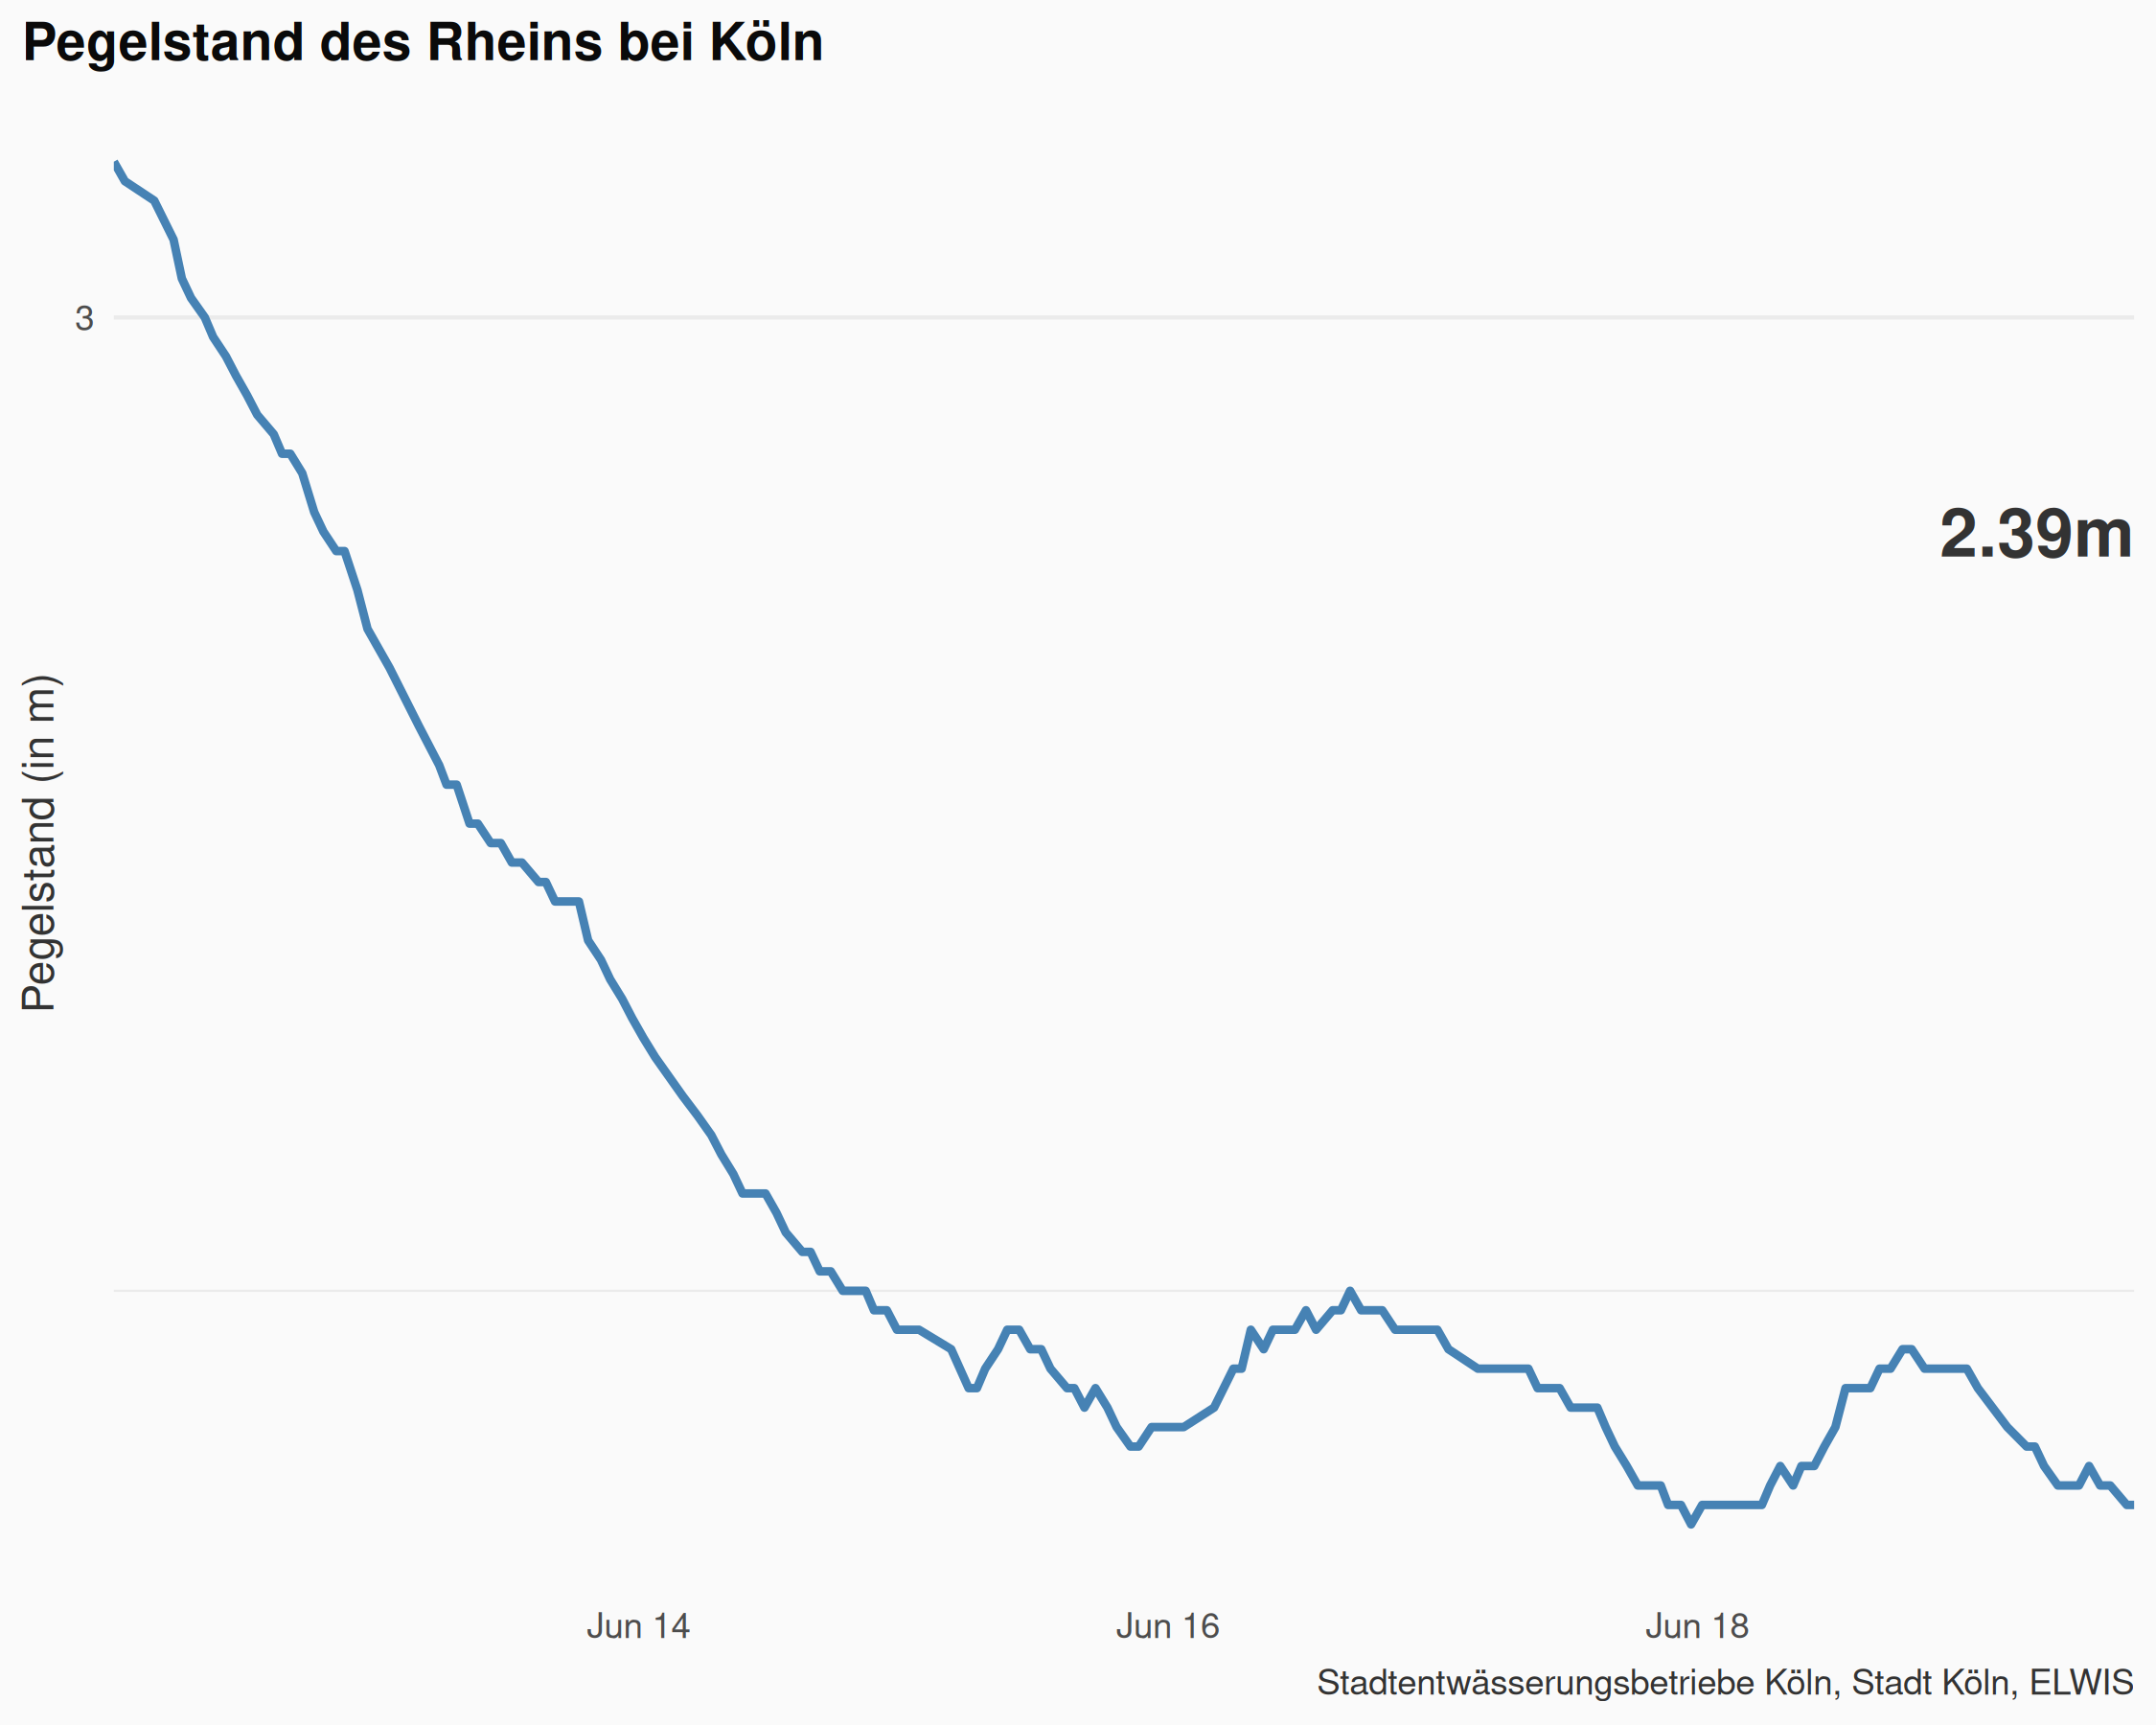 Pegelstand des Rheins bei Köln
3
2.39m
Pegelstand (in m)
Jun 14
Jun 16
Jun 18
Stadtentwässerungsbetriebe Köln, Stadt Köln, ELWIS